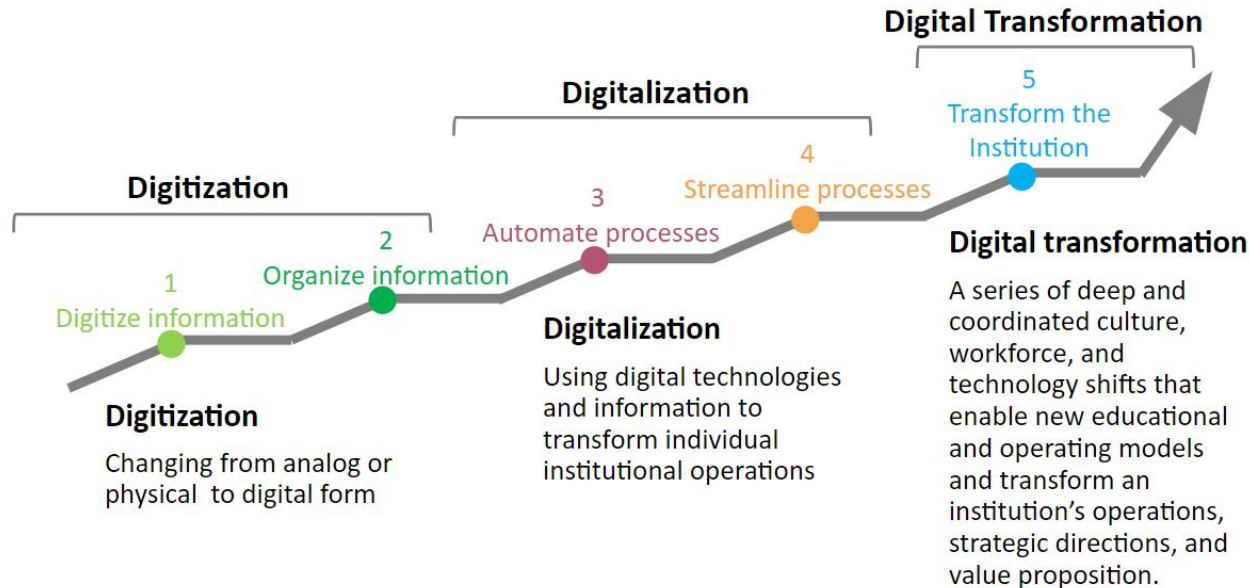 Digital Transformation
Digitalization
Digitization
1
Digitize information
2
Organize information
3
Automate processes
4
Streamline processes
5
Transform the
Institution
Digitization
Changing from analog or
physical to digital form
Digitalization
Using digital technologies
and information to
transform individual
institutional operations
Digital transformation
A series of deep and
coordinated culture,
workforce, and
technology shifts that
enable new educational
and operating models
and transform an
institution's operations,
strategic directions, and
value proposition.